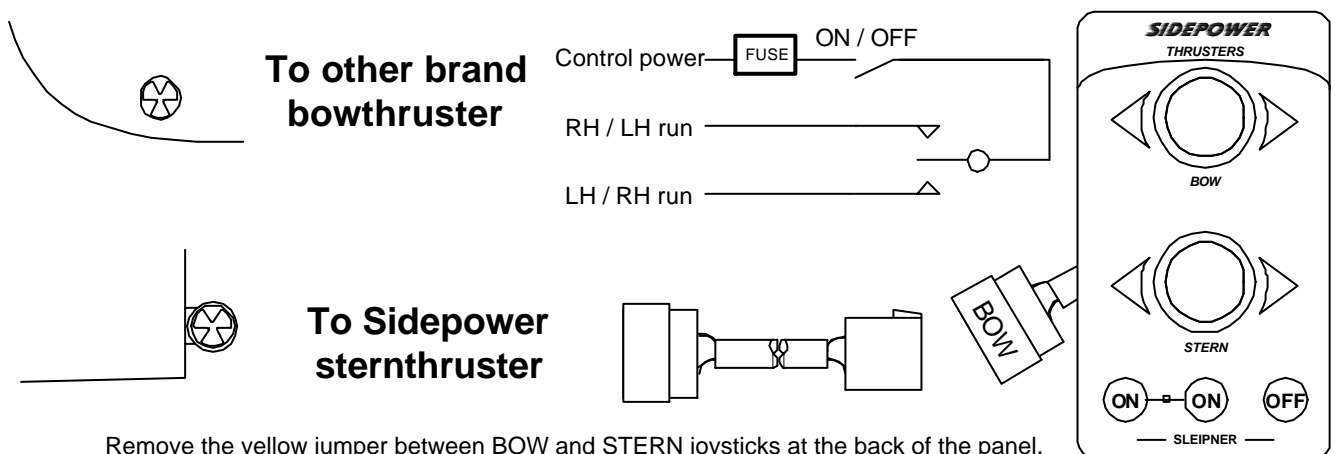 To other brand
bowthruster
Control power
FUSE
ON / OFF
RH / LH run
LH / RH run
SIDEPOWER
THRUSTERS
BOW
To Sidepower
sternthruster
BOW
STERN
ON
ON
OFF
SLEIPNER
Remove the yellow jumper between BOW and STERN joysticks at the back of the panel.